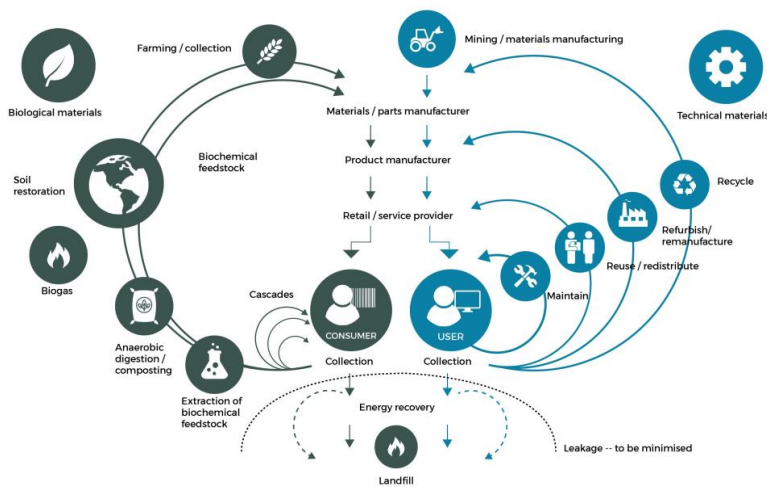 Farming / collection
Mining / materials manufacturing
Biological materials
Technical materials
Materials / parts manufacturer
Biochemical
feedstock
Product manufacturer
Soil
restoration
Recycle
Retail / service provider
Refurbish/
remanufacture
Reuse / redistribute
Biogas
Cascades
Maintain
CONSUMER
USER
Anaerobic
digestion /
composting
Collection
Collection
Extraction of
biochemical
feedstock
Energy recovery
Leakage -- to be minimised
Landfill